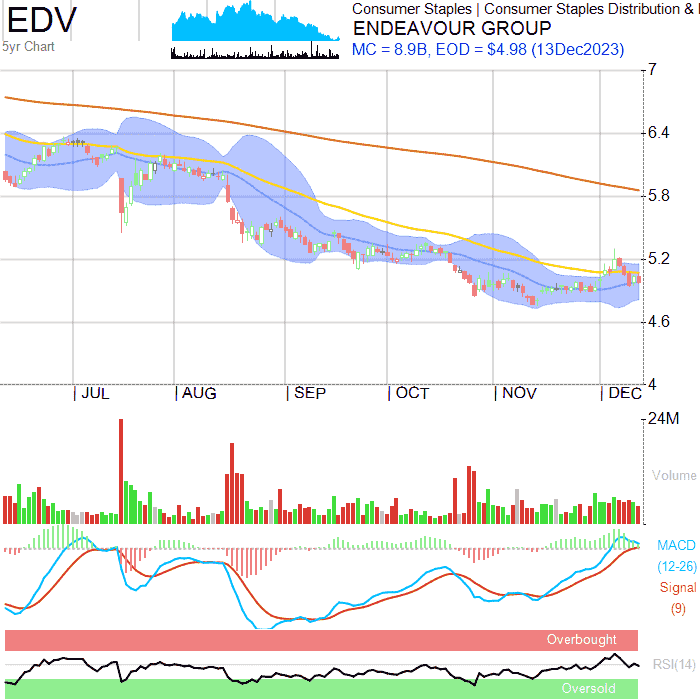 EDV
5yr Chart
Consumer Staples | Consumer Staples Distribution &
ENDEAVOUR GROUP
MC = 8.9B, EOD = $4.98 (13Dec2023)
7
6.4
5.8
5.2
4.6
4
| JUL | AUG | SEP | OCT | NOV | DEC
24M
Volume
MACD
(12-26)
Signal
(9)
Overbought
RSI(14)
Oversold